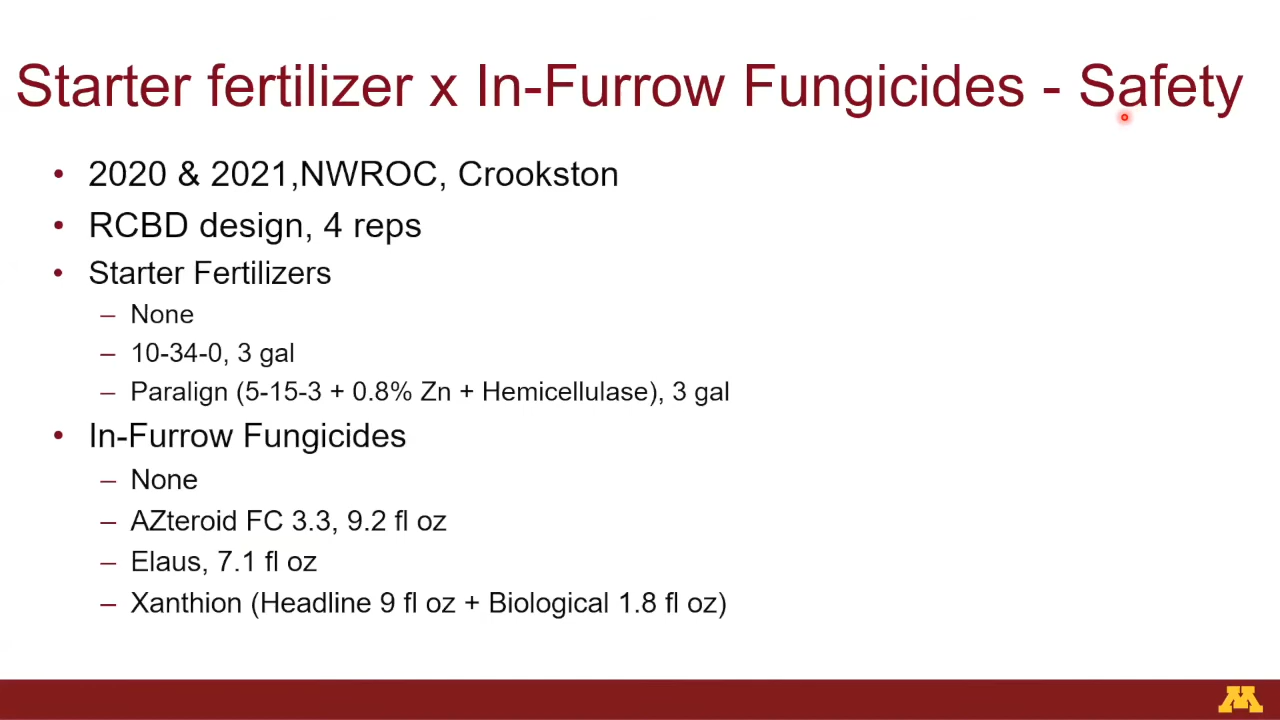 Starter fertilizer x In-Furrow Fungicides - Safety
• 2020 & 2021,NWROC, Crookston
• RCBD design, 4 reps
• Starter Fertilizers
– None
– 10-34-0, 3 gal
– Paralign (5-15-3 + 0.8% Zn + Hemicellulase), 3 gal
• In-Furrow Fungicides
– None
– AZteroid FC 3.3, 9.2 fl oz
– Elaus, 7.1 fl oz
– Xanthion (Headline 9 fl oz + Biological 1.8 fl oz)
M